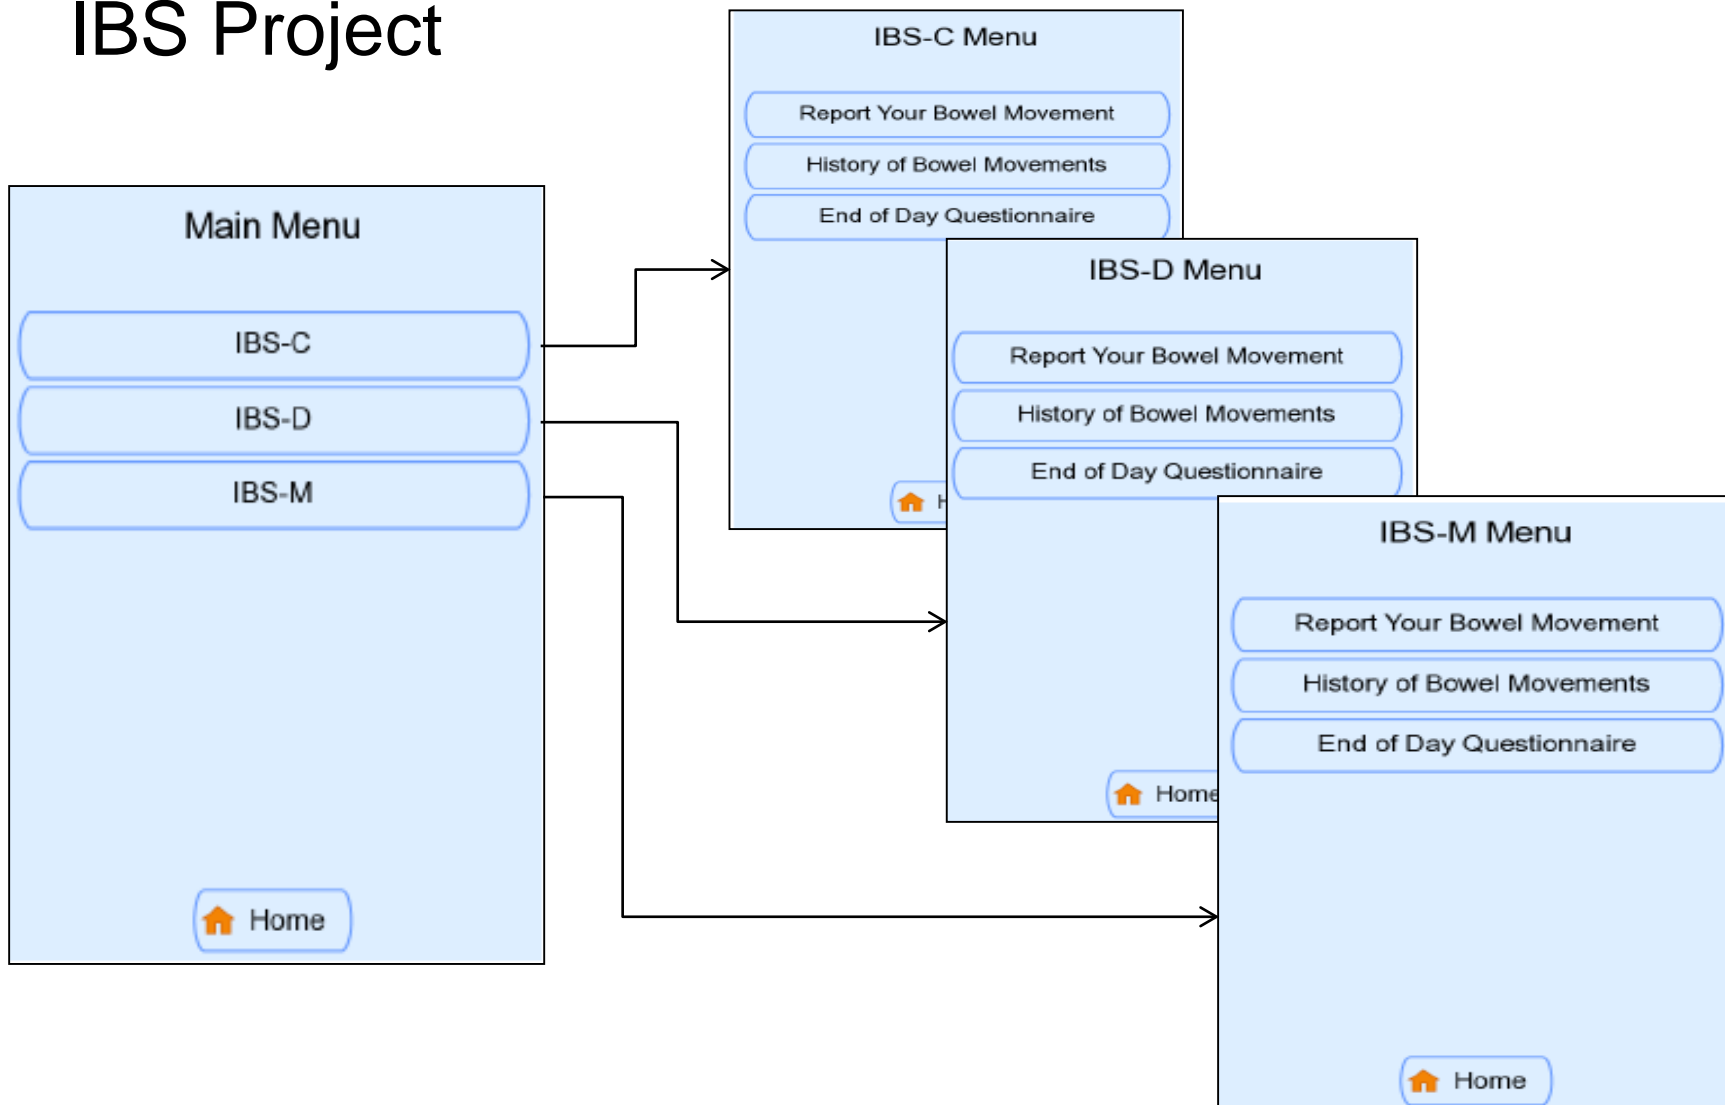 IBS Project
Main Menu
IBS-C
IBS-D
IBS-M
Home
IBS-C Menu
Report Your Bowel Movement
History of Bowel Movements
End of Day Questionnaire
IBS-D Menu
Report Your Bowel Movement
History of Bowel Movements
End of Day Questionnaire
Home
IBS-M Menu
Report Your Bowel Movement
History of Bowel Movements
End of Day Questionnaire
Home